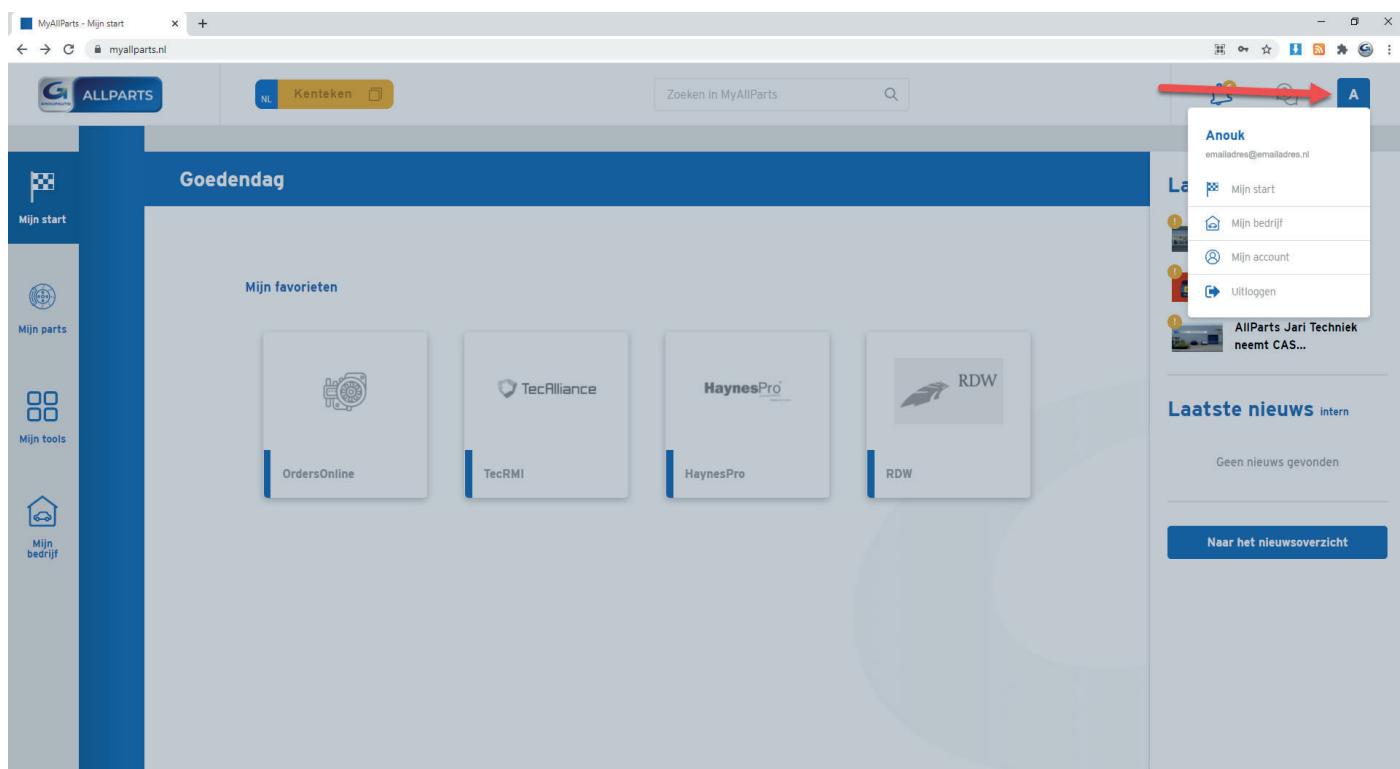 MyAllParts - Mijn start
myallparts.nl
G
ALLPARTS
NL
Kenteken
Zoeken in MyAllParts
A
Anouk
emailadres@emailadres.nl
Mijn start
Mijn bedrijf
Mijn account
Uitloggen
Mijn start
Mijn parts
Mijn tools
Mijn
bedrijf
Goedendag
Mijn favorieten
TecAlliance
HaynesPro
RDW
OrdersOnline
TecRMI
HaynesPro
RDW
La
AllParts Jari Techniek
neemt CAS...
Laatste nieuws intern
Geen nieuws gevonden
Naar het nieuwsoverzicht